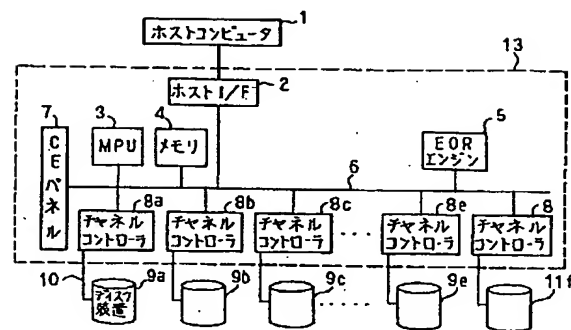 1
ホストコンピュータ
13
2
ホストI/F
7
CEパネル
3
MPU
4
メモリ
5
EOR
エンジン
6
8a
チャネル
コントローラ
8b
チャネル
コントローラ
8c
チャネル
コントローラ
8e
チャネル
コントローラ
8
チャネル
コントローラ
10
9a
ディスク
装置
9b
9c
9e
11f